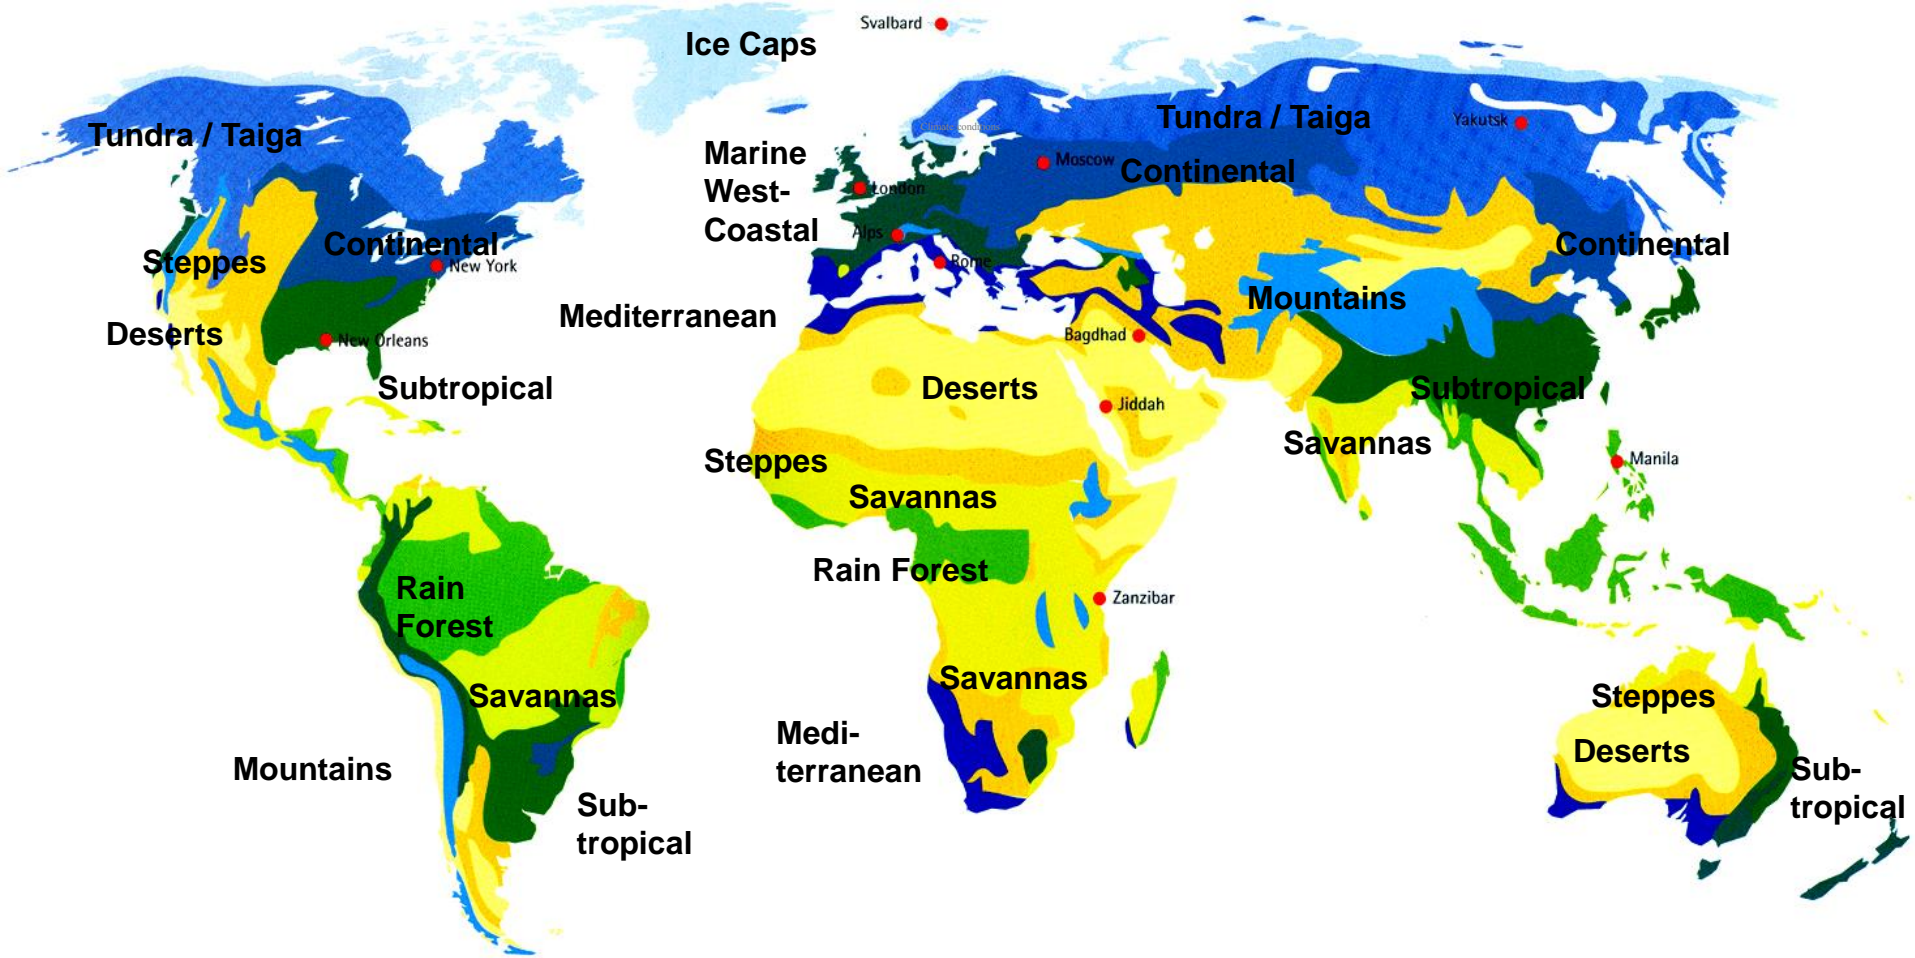 Svalbard
Ice Caps
Tundra / Taiga
Tundra / Taiga
Yakutsk
Climate conditions
Marine
West-
Coastal
Moscow
Continental
London
Alps
Rome
Continental
Continental
Steppes
New York
Mountains
Mediterranean
Deserts
New Orleans
Bagdhad
Subtropical
Deserts
Jiddah
Subtropical
Savannas
Steppes
Manila
Savannas
Rain Forest
Rain
Forest
Zanzibar
Savannas
Savannas
Steppes
Medi-
terranean
Deserts
Mountains
Sub-
tropical
Sub-
tropical